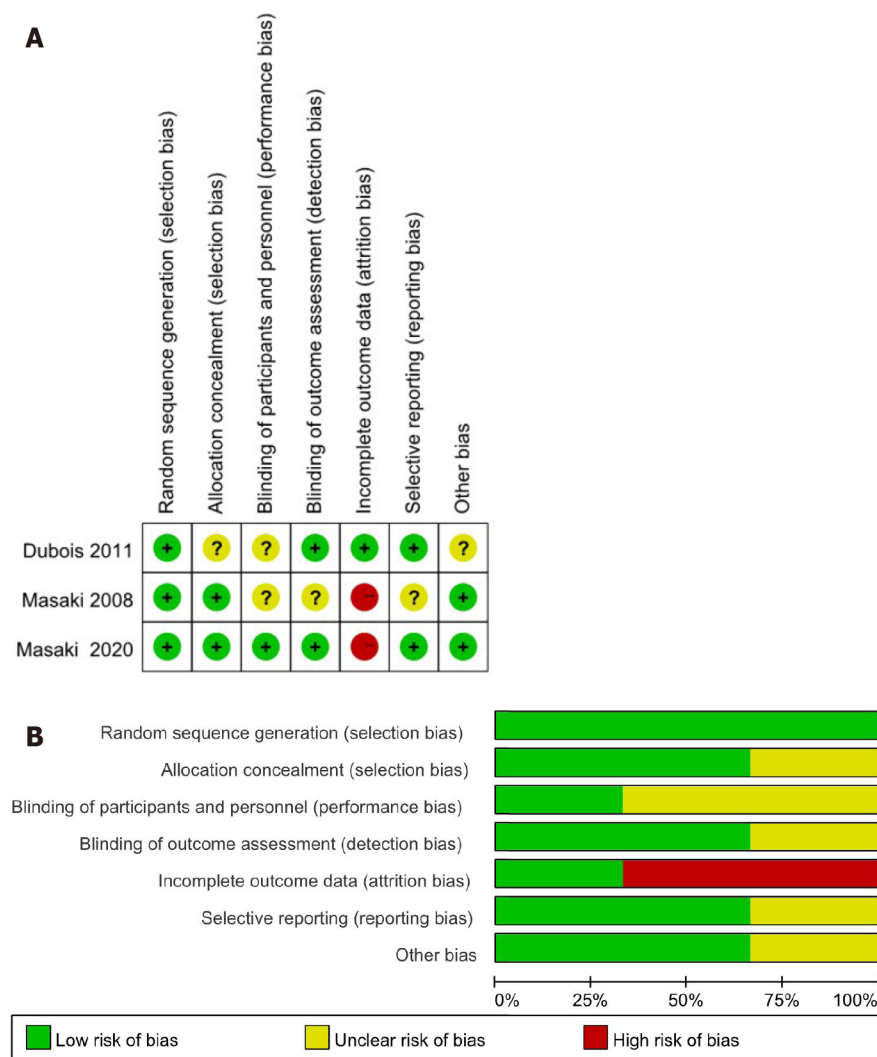 A
Random sequence generation (selection bias)
Allocation concealment (selection bias)
Blinding of participants and personnel (performance bias)
Blinding of outcome assessment (detection bias)
Incomplete outcome data (attrition bias)
Selective reporting (reporting bias)
Other bias
Dubois 2011 + ? ? + + + ?
Masaki 2008 + + ? ? - ? +
Masaki 2020 + + + + - + +
B
Random sequence generation (selection bias)
Allocation concealment (selection bias)
Blinding of participants and personnel (performance bias)
Blinding of outcome assessment (detection bias)
Incomplete outcome data (attrition bias)
Selective reporting (reporting bias)
Other bias
0% 25% 50% 75% 100%
Low risk of bias Unclear risk of bias High risk of bias